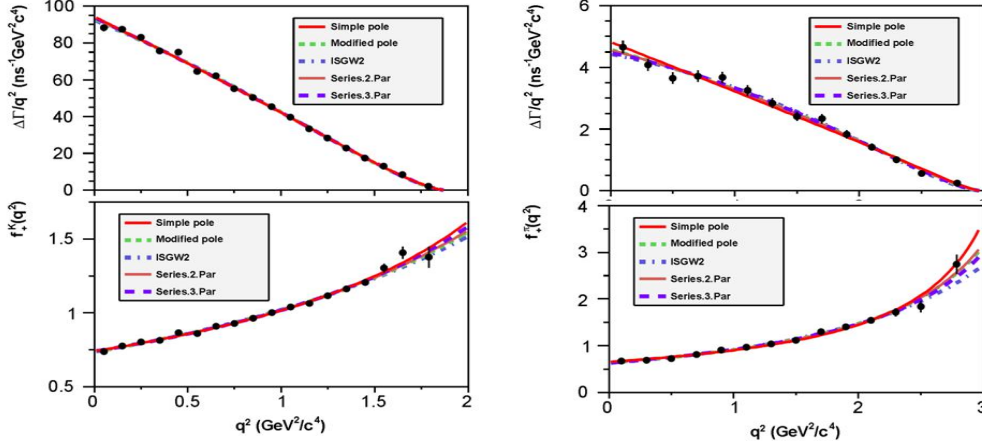 ΔΓ/q² (ns⁻¹GeV²c⁴)
100
80
60
40
20
0
Simple pole
Modified pole
ISGW2
Series.2.Par
Series.3.Par
ΔΓ/q² (ns⁻¹GeV²c⁴)
6
4
2
0
Simple pole
Modified pole
ISGW2
Series.2.Par
Series.3.Par
f₊ᴷ(q²)
1.5
1
0.5
Simple pole
Modified pole
ISGW2
Series.2.Par
Series.3.Par
0 0.5 1 1.5 2
q² (GeV²/c⁴)
f₊^π(q²)
4
3
2
1
0
Simple pole
Modified pole
ISGW2
Series.2.Par
Series.3.Par
0 1 2 3
q² (GeV²/c⁴)